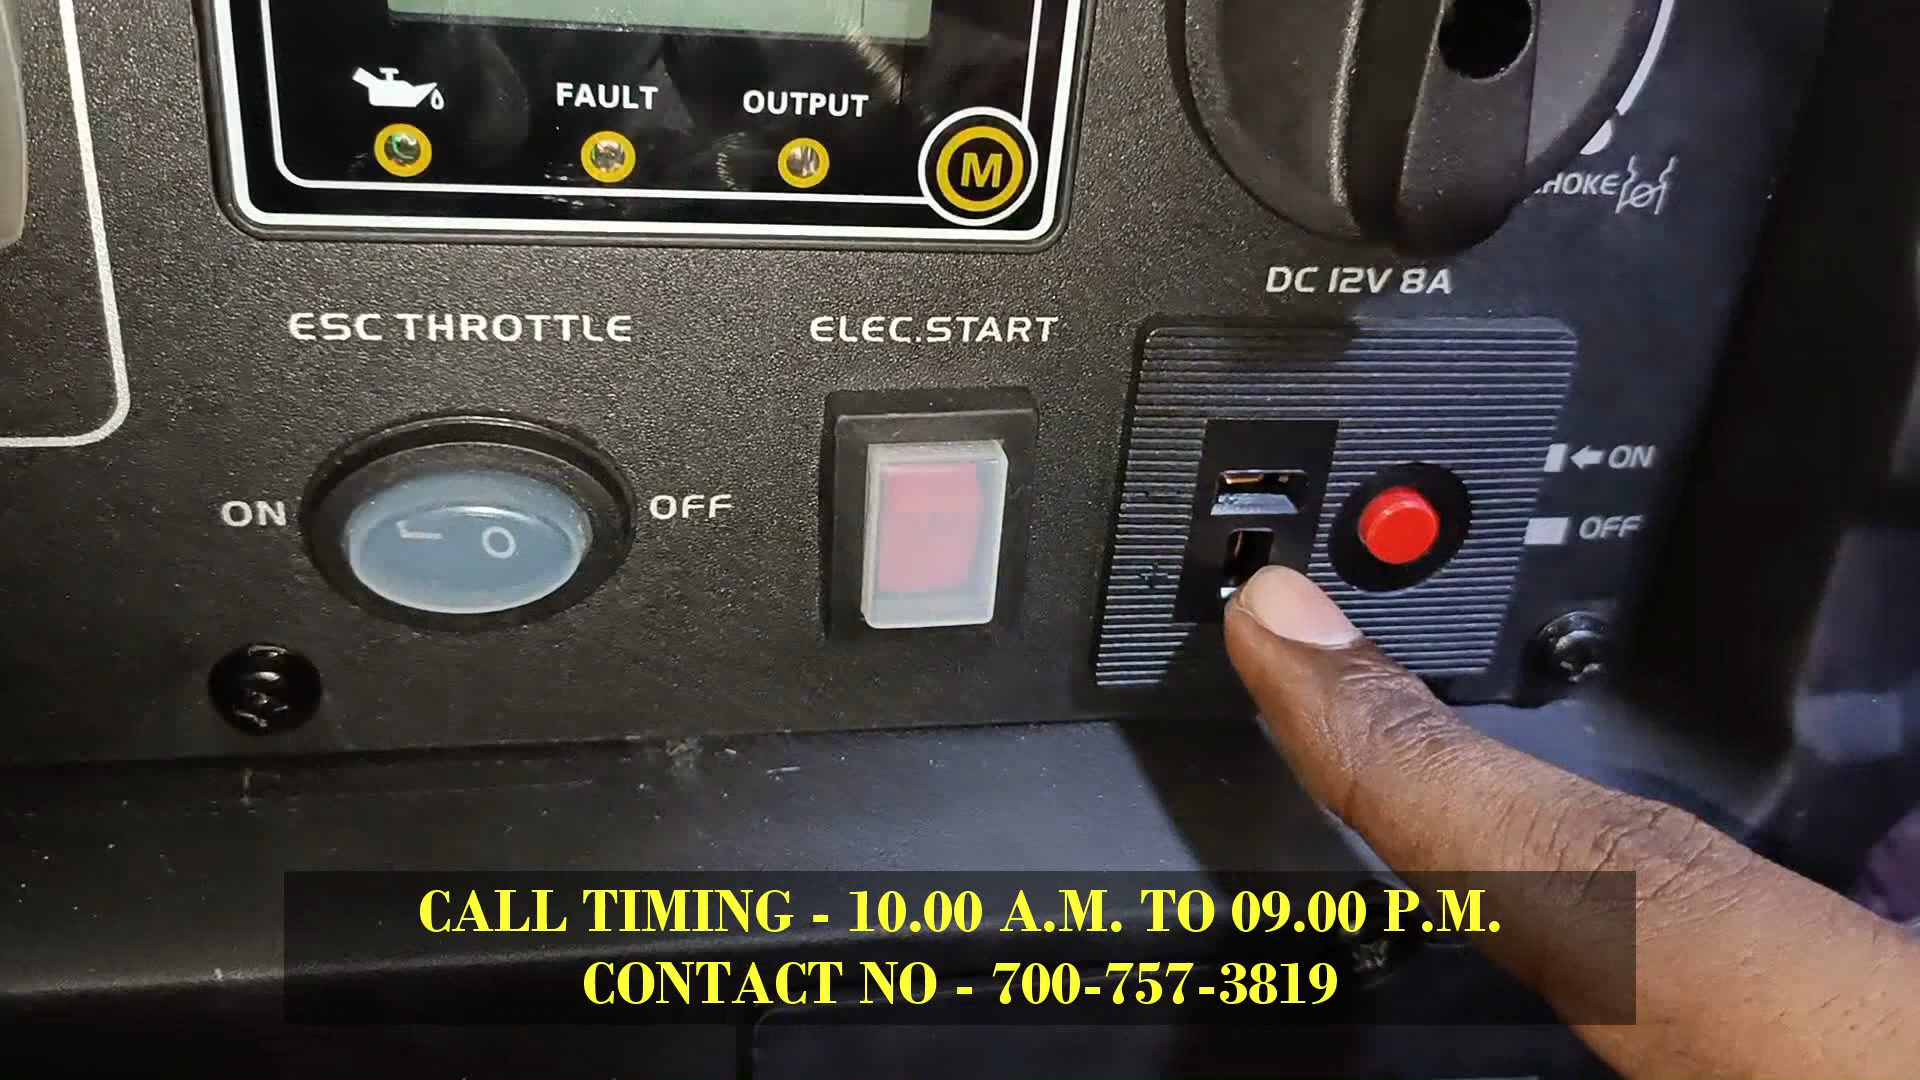 FAULT
OUTPUT
M
DC 12V 8A
ESC THROTTLE
ELEC.START
ON
OFF
ON
OFF
CALL TIMING - 10.00 A.M. TO 09.00 P.M.
CONTACT NO - 700-757-3819